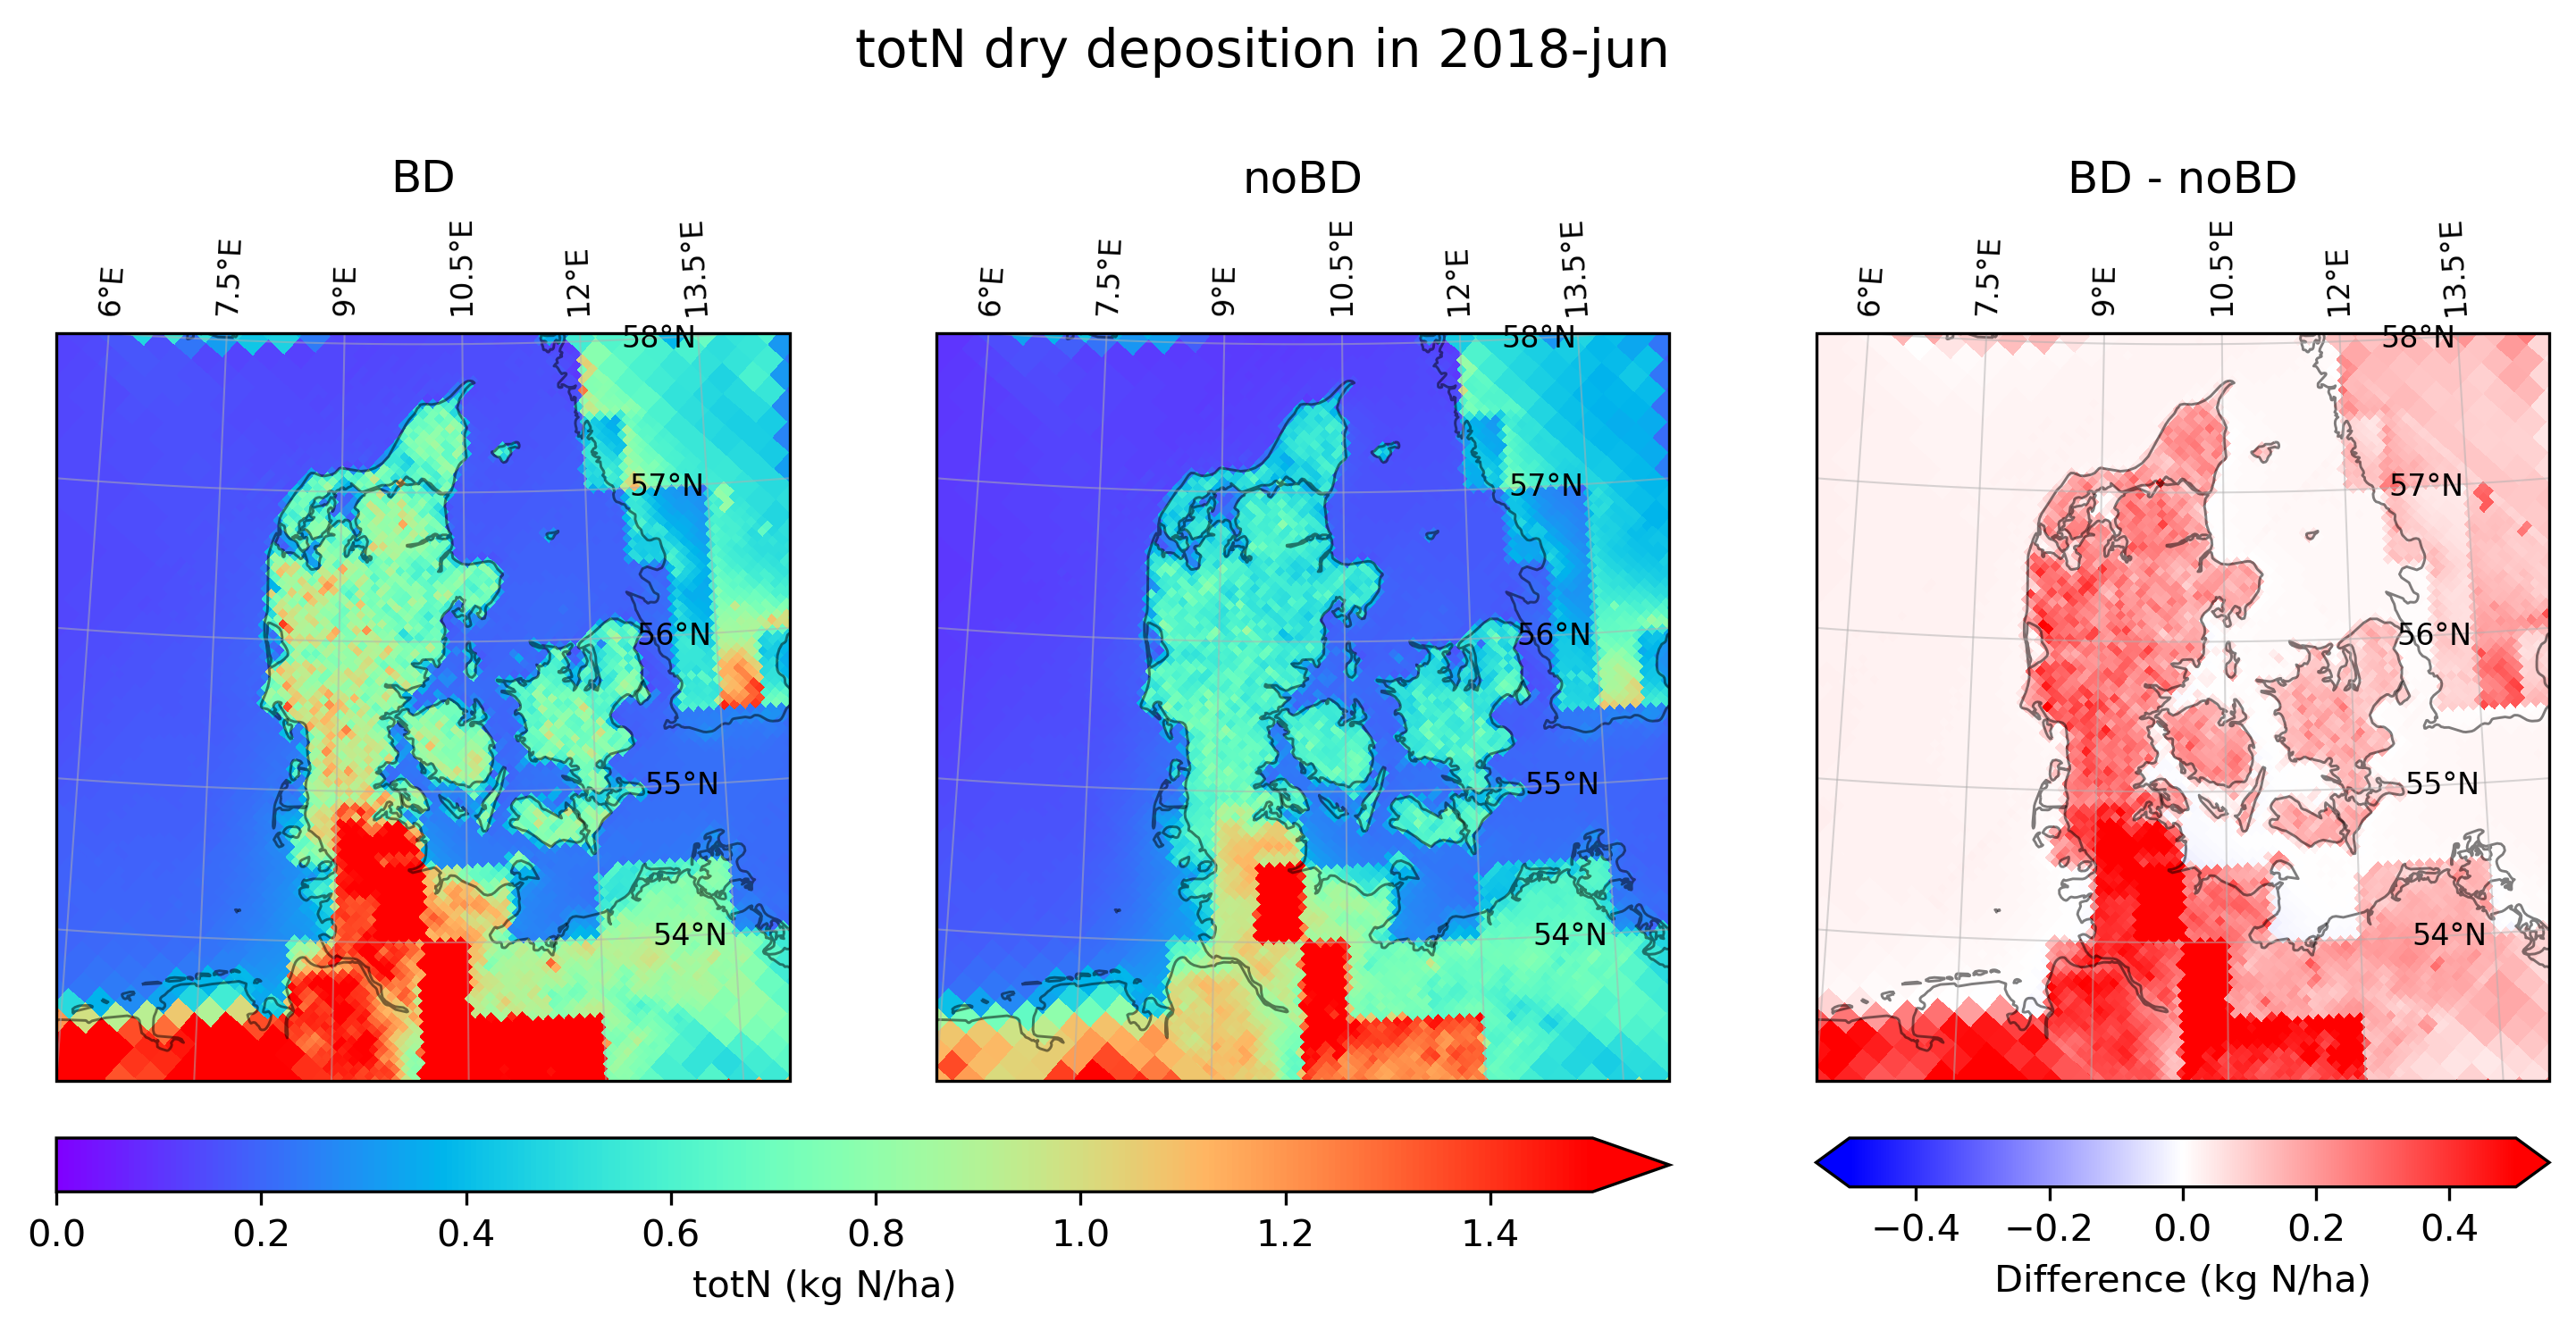 totN dry deposition in 2018-jun
BD
noBD
BD - noBD
6°E 7.5°E 9°E 10.5°E 12°E 13.5°E
6°E 7.5°E 9°E 10.5°E 12°E 13.5°E
6°E 7.5°E 9°E 10.5°E 12°E 13.5°E
58°N 58°N 58°N
57°N 57°N 57°N
56°N 56°N 56°N
55°N 55°N 55°N
54°N 54°N 54°N
0.0 0.2 0.4 0.6 0.8 1.0 1.2 1.4
totN (kg N/ha)
−0.4 −0.2 0.0 0.2 0.4
Difference (kg N/ha)